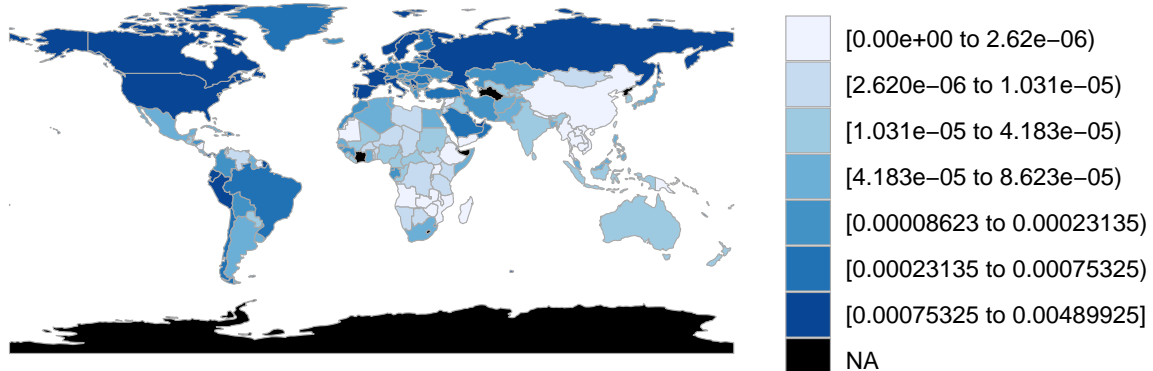 [0.00e+00 to 2.62e−06)
[2.620e−06 to 1.031e−05)
[1.031e−05 to 4.183e−05)
[4.183e−05 to 8.623e−05)
[0.00008623 to 0.00023135)
[0.00023135 to 0.00075325)
[0.00075325 to 0.00489925]
NA